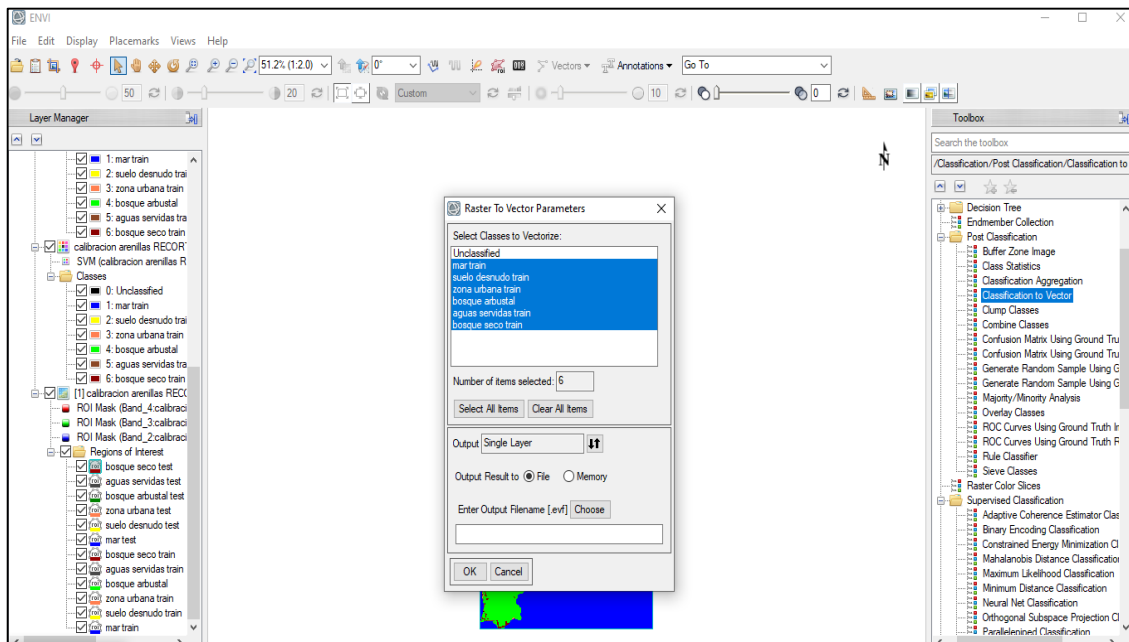 ENVI
File Edit Display Placemarks Views Help
51.2% (1:2.0) 0° Vectors Annotations Go To
50 20 Custom 10 0
Layer Manager
1: mar train
2: suelo desnudo trai
3: zona urbana train
4: bosque arbustal
5: aguas servidas tra
6: bosque seco train
calibracion arenillas RECORT
SVM (calibracion arenillas R
Classes
0: Unclassified
1: mar train
2: suelo desnudo trai
3: zona urbana train
4: bosque arbustal
5: aguas servidas tra
6: bosque seco train
[1] calibracion arenillas REC
ROI Mask (Band_4:calibraci
ROI Mask (Band_3:calibraci
ROI Mask (Band_2:calibraci
Regions of Interest
bosque seco test
aguas servidas test
bosque arbustal test
zona urbana test
suelo desnudo test
mar test
bosque seco train
aguas servidas train
bosque arbustal
zona urbana train
suelo desnudo train
mar train
N
Raster To Vector Parameters
Select Classes to Vectorize:
Unclassified
mar train
suelo desnudo train
zona urbana train
bosque arbustal
aguas servidas train
bosque seco train
Number of items selected: 6
Select All Items Clear All Items
Output Single Layer
Output Result to File Memory
Enter Output Filename [.evf] Choose
OK Cancel
Toolbox
Search the toolbox
/Classification/Post Classification/Classification to
Decision Tree
Endmember Collection
Post Classification
Buffer Zone Image
Class Statistics
Classification Aggregation
Classification to Vector
Clump Classes
Combine Classes
Confusion Matrix Using Ground Tru
Confusion Matrix Using Ground Tru
Generate Random Sample Using G
Generate Random Sample Using G
Majority/Minority Analysis
Overlay Classes
ROC Curves Using Ground Truth In
ROC Curves Using Ground Truth R
Rule Classifier
Sieve Classes
Raster Color Slices
Supervised Classification
Adaptive Coherence Estimator Clas
Binary Encoding Classification
Constrained Energy Minimization Cl
Mahalanobis Distance Classification
Maximum Likelihood Classification
Minimum Distance Classification
Neural Net Classification
Orthogonal Subspace Projection Cl
Parallelepiped Classification